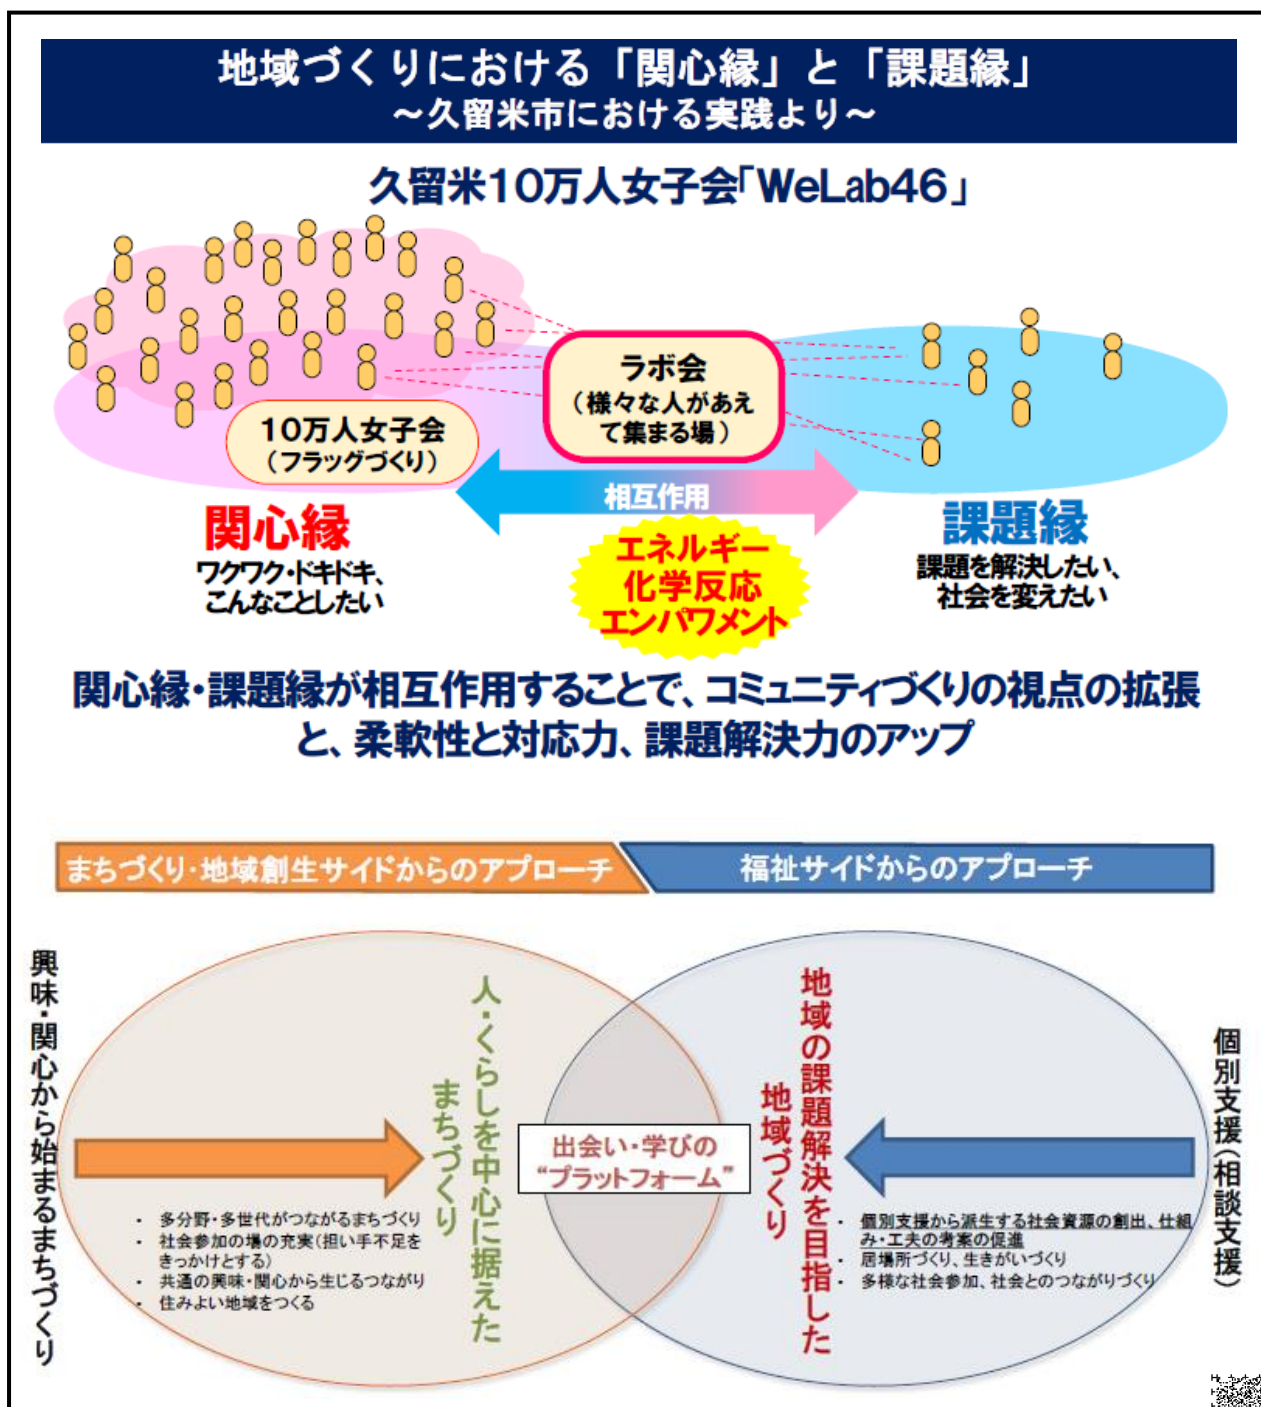 地域づくりにおける「関心縁」と「課題縁」
～久留米市における実践より～
久留米10万人女子会「WeLab46」
ラボ会
（様々な人があえ
て集まる場）
10万人女子会
（フラッグづくり）
相互作用
関心縁
ワクワク・ドキドキ、
こんなことしたい
エネルギー
化学反応
エンパワメント
課題縁
課題を解決したい、
社会を変えたい
関心縁・課題縁が相互作用することで、コミュニティづくりの視点の拡張
と、柔軟性と対応力、課題解決力のアップ
まちづくり・地域創生サイドからのアプローチ
福祉サイドからのアプローチ
興味・関心から始まるまちづくり
人・くらしを中心に据えた
まちづくり
・ 多分野・多世代がつながるまちづくり
・ 社会参加の場の充実（担い手不足を
きっかけとする）
・ 共通の興味・関心から生じるつながり
・ 住みよい地域をつくる
出会い・学びの
“プラットフォーム”
地域の課題解決を目指した
地域づくり
・ 個別支援から派生する社会資源の創出、仕組
み・工夫の考案の促進
・ 居場所づくり、生きがいづくり
・ 多様な社会参加、社会とのつながりづくり
個別支援（相談支援）